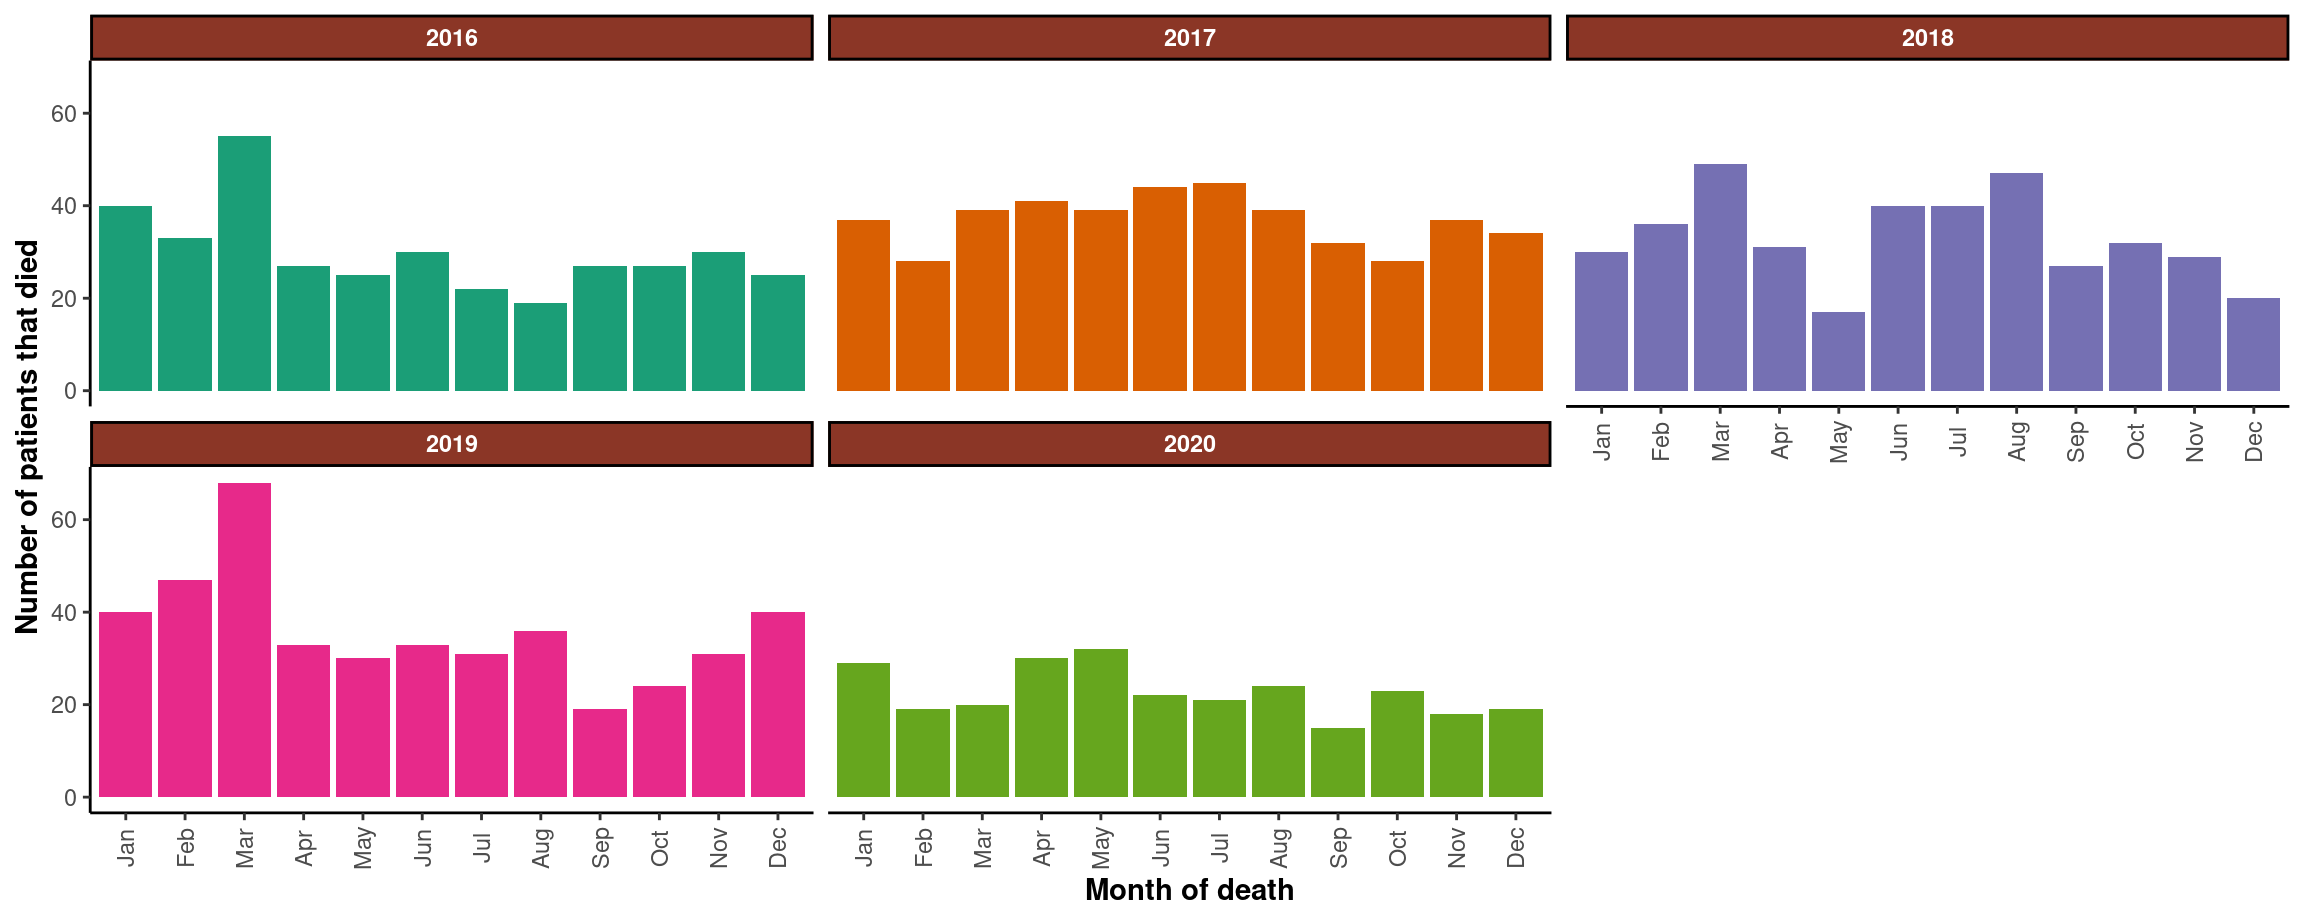 2016
2017
2018
60
40
20
0
Number of patients that died
Jan Feb Mar Apr May Jun Jul Aug Sep Oct Nov Dec
2019
2020
60
40
20
0
Jan Feb Mar Apr May Jun Jul Aug Sep Oct Nov Dec
Jan Feb Mar Apr May Jun Jul Aug Sep Oct Nov Dec
Month of death